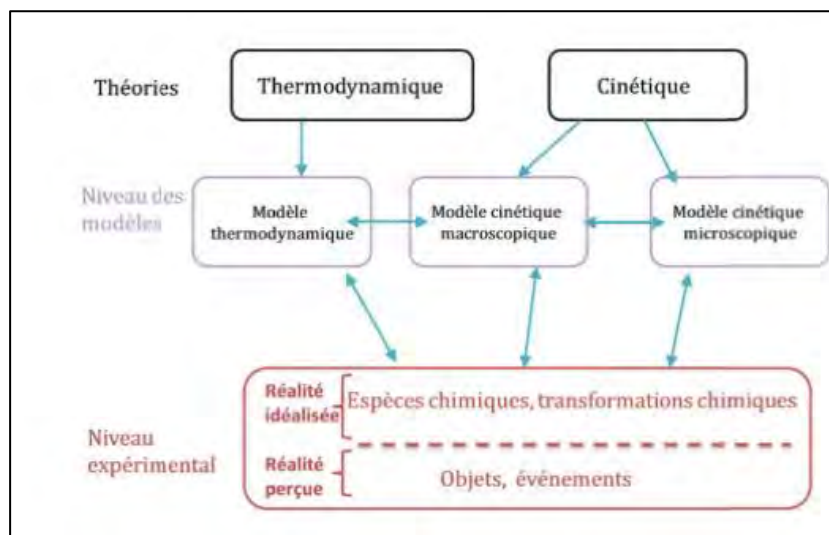 Théories
Thermodynamique
Cinétique
Niveau des
modèles
Modèle
thermodynamique
Modèle cinétique
macroscopique
Modèle cinétique
microscopique
Niveau
expérimental
Réalité
idéalisée
Espèces chimiques, transformations chimiques
Réalité
perçue
Objets, événements